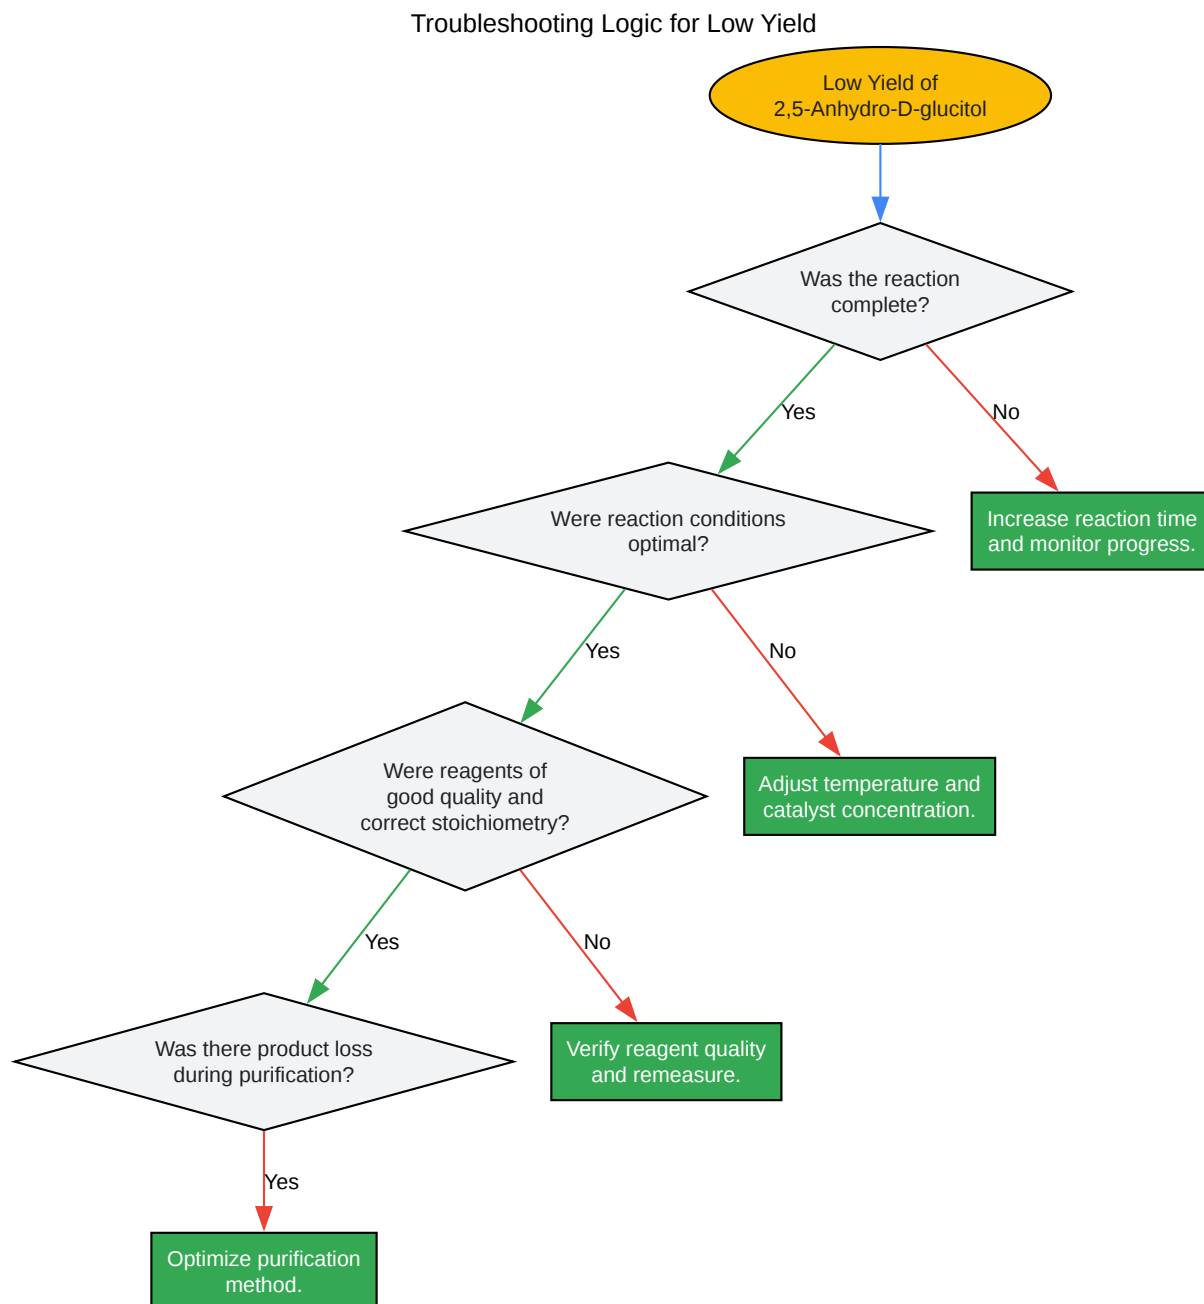 Troubleshooting Logic for Low Yield
Low Yield of
2,5-Anhydro-D-glucitol
Was the reaction
complete?
Yes
No
Were reaction conditions
optimal?
Increase reaction time
and monitor progress.
Yes
No
Were reagents of
good quality and
correct stoichiometry?
Adjust temperature and
catalyst concentration.
Yes
No
Was there product loss
during purification?
Verify reagent quality
and remeasure.
Yes
Optimize purification
method.